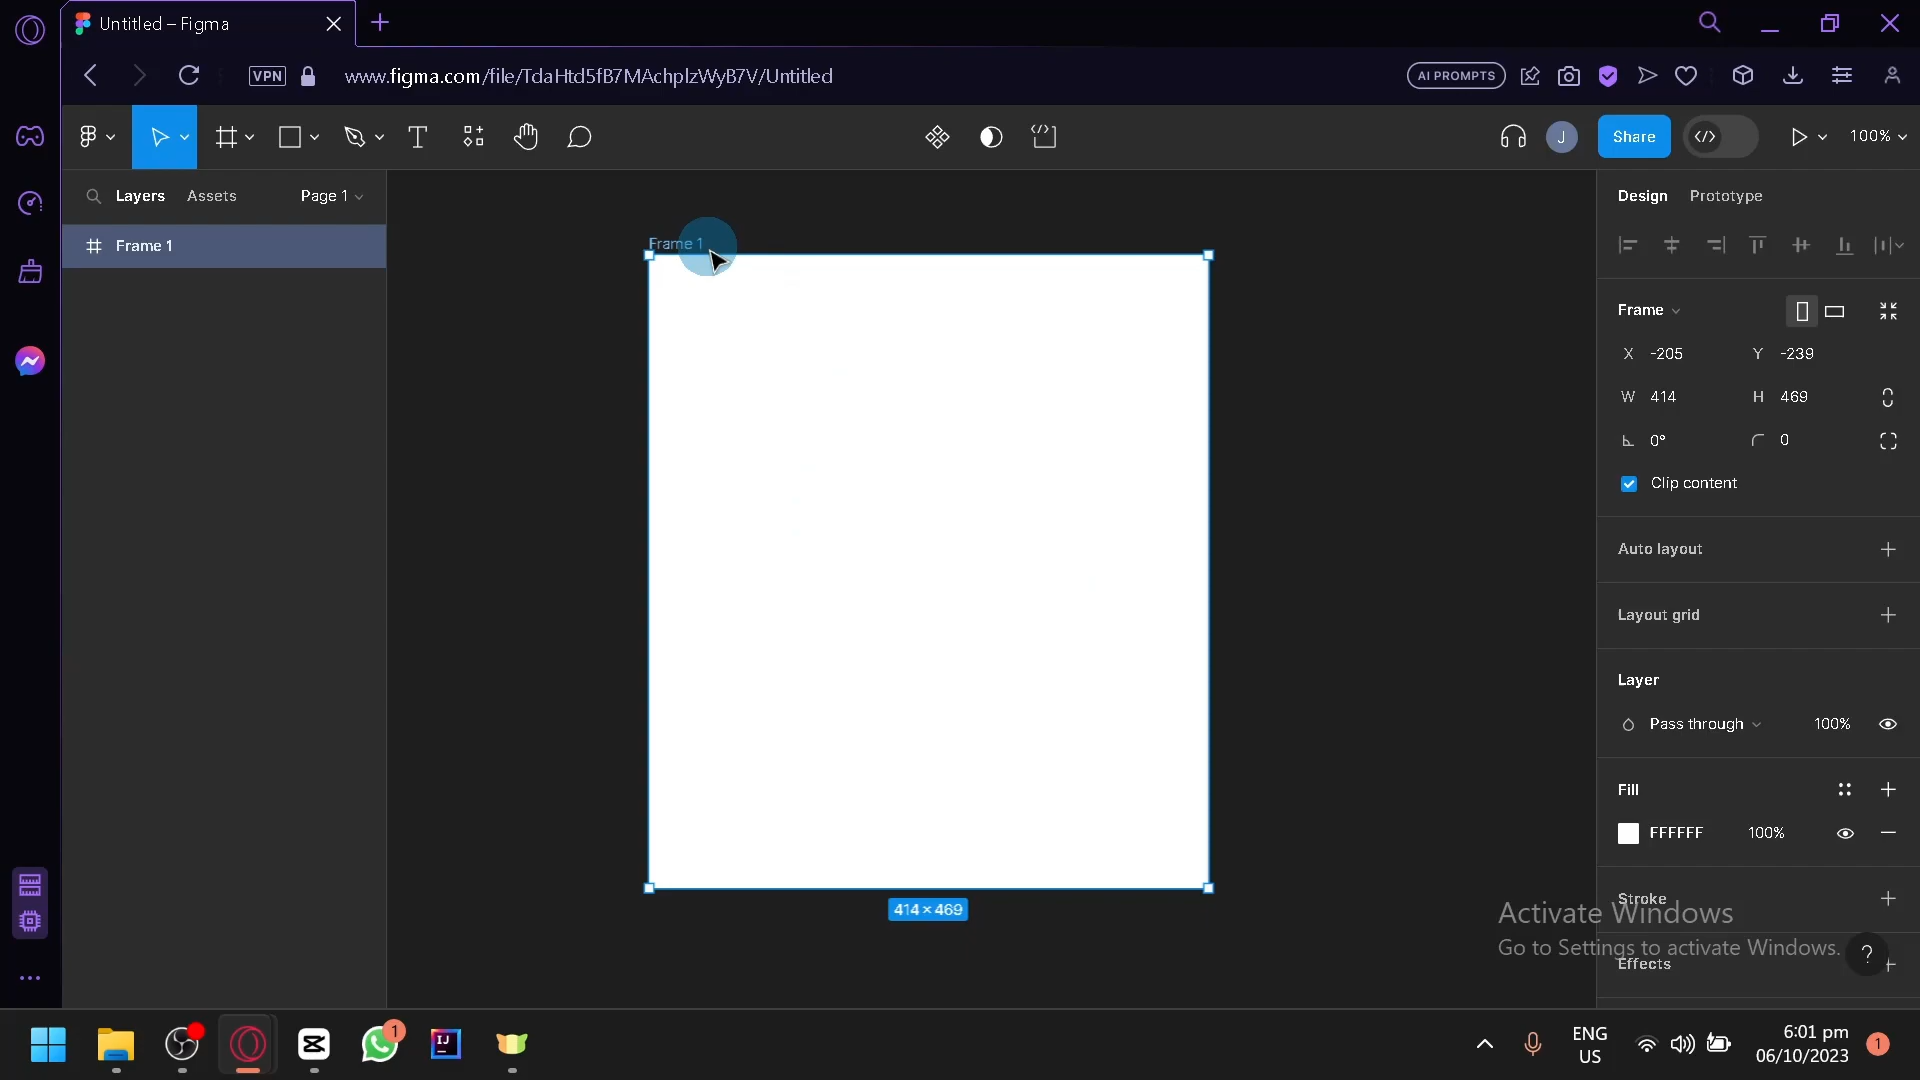 Untitled – Figma
VPN
www.figma.com/file/TdaHtd5fB7MAchplzWyB7V/Untitled
AI PROMPTS
J
Share
100%
Layers
Assets
Page 1
Design
Prototype
Frame 1
Frame 1
414 × 469
Frame
X -205
Y -239
W 414
H 469
0°
0
Clip content
Auto layout
Layout grid
Layer
Pass through
100%
Fill
FFFFFF
100%
Stroke
Activate Windows
Go to Settings to activate Windows.
Effects
?
1
IJ
ENG
US
6:01 pm
06/10/2023
1